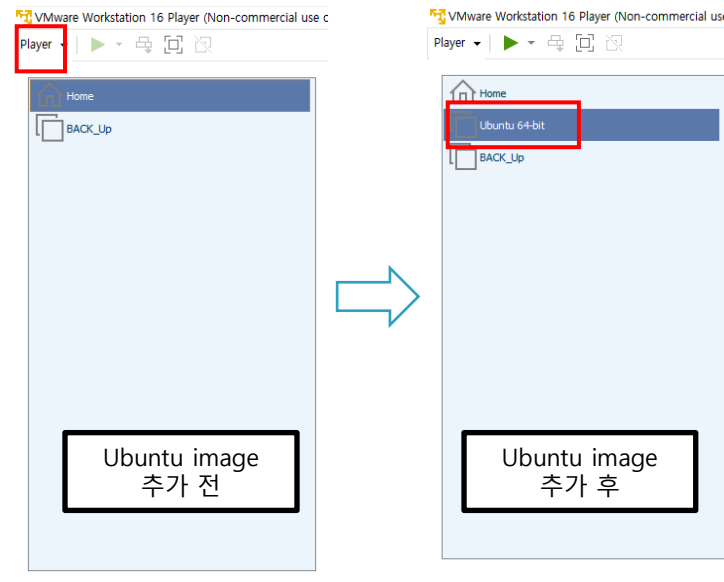 VMware Workstation 16 Player (Non-commercial use o
Player
Home
BACK_Up
Ubuntu image
추가 전
VMware Workstation 16 Player (Non-commercial use
Player
Home
Ubuntu 64-bit
BACK_Up
Ubuntu image
추가 후